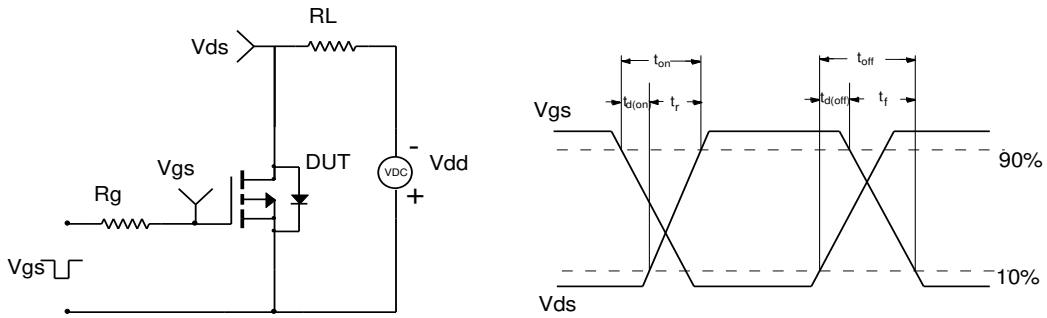 RL
Vds
Vgs
DUT
-
VDC
Vdd
+
Rg
Vgs
ton
toff
td(on)
tr
td(off)
tf
Vgs
90%
10%
Vds